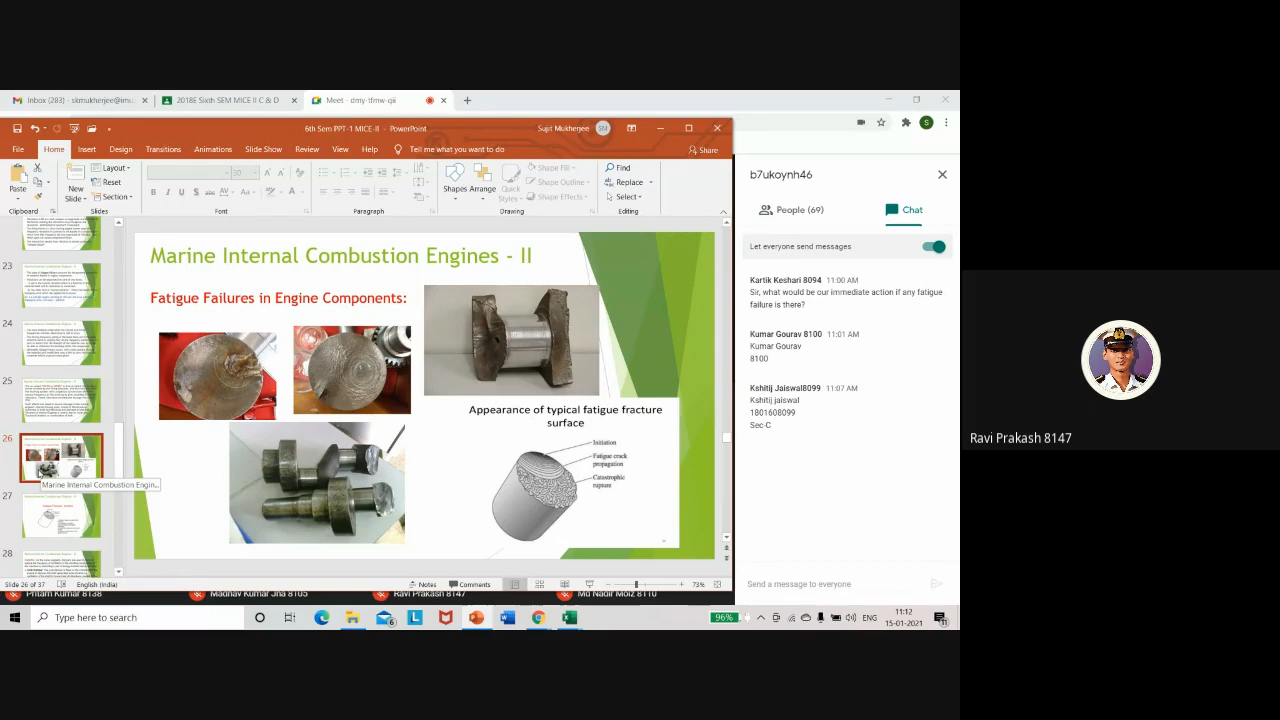 Inbox (283) - skmukherjee@imu.
2018E Sixth SEM MICE II C & D
Meet - dmy-tfmw-qii
6th Sem PPT-1 MICE-II - PowerPoint
Sujit Mukherjee
SM
S
File Home Insert Design Transitions Animations Slide Show Review View Help Tell me what you want to do
Share
Paste
New Slide
Layout
Reset
Section
30
Shapes Arrange Quick Styles
Shape Fill
Shape Outline
Shape Effects
Find
Replace
Select
Clipboard Slides Font Paragraph Drawing Editing
23
24
25
26
Marine Internal Combustion Engin...
27
28
Marine Internal Combustion Engines - II
Fatigue Failures in Engine Components:
Appearance of typical fatigue fracture
surface
Initiation
Fatigue crack
propagation
Catastrophic
rupture
Slide 26 of 37 English (India) Notes Comments 73%
b7ukoynh46
People (69)
Chat
Let everyone send messages
Kartik Keshari 8094 11:00 AM
Sir, what would be our immediate action if any fatigue
failure is there?
Kumar Gourav 8100 11:01 AM
Kumar Gourav
8100
Kshitij Jaiswal8099 11:07 AM
Kshitij jaiswal
1801608099
Sec-C
Send a message to everyone
Ravi Prakash 8147
Pritam Kumar 8138
Madhav Kumar Jha 8105
Ravi Prakash 8147
Md Nadir Moiz 8110
Type here to search
96%
ENG
11:12
15-01-2021